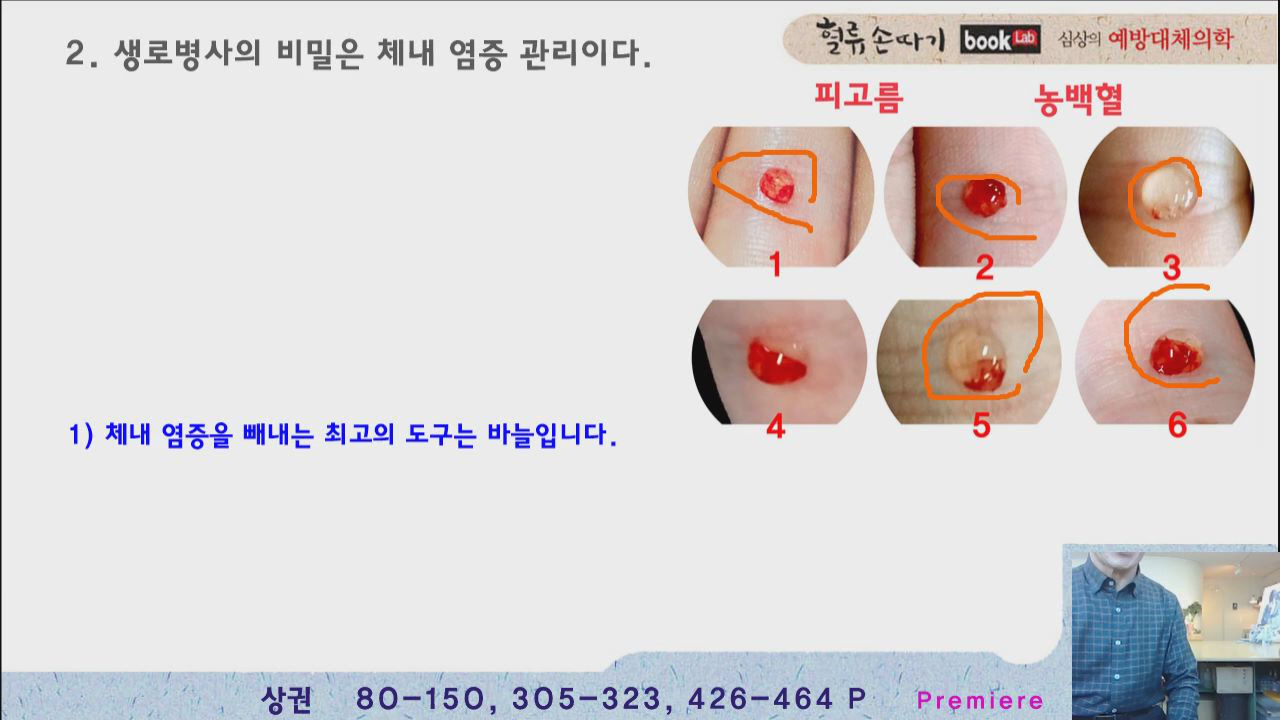 2. 생로병사의 비밀은 체내 염증 관리이다.
혈류 손따기 book Lab 심상의 예방대체의학
피고름 농백혈
1 2 3
4 5 6
1) 체내 염증을 빼내는 최고의 도구는 바늘입니다.
상권 80-150, 305-323, 426-464 P Premiere